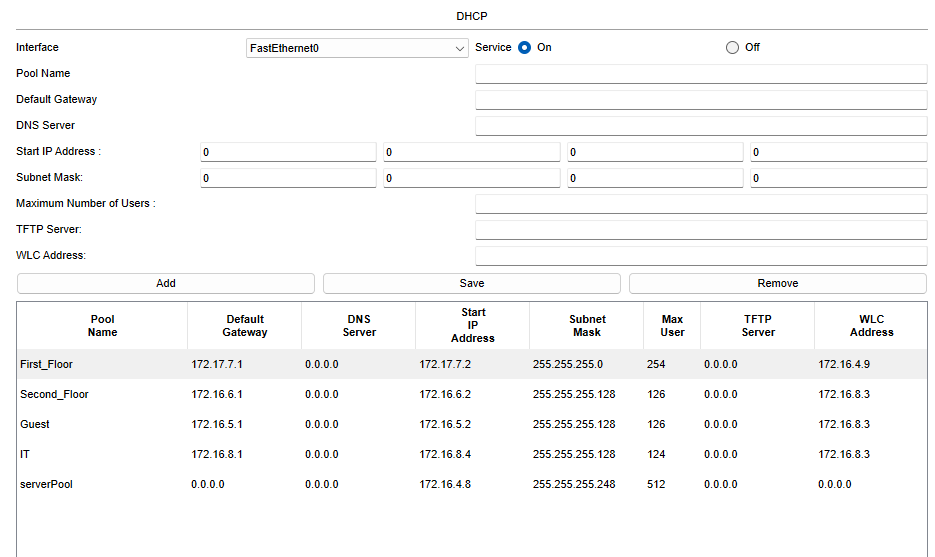 DHCP
Interface FastEthernet0 Service On Off
Pool Name
Default Gateway
DNS Server
Start IP Address : 0 0 0 0
Subnet Mask: 0 0 0 0
Maximum Number of Users :
TFTP Server:
WLC Address:
Add Save Remove
Pool Name Default Gateway DNS Server Start IP Address Subnet Mask Max User TFTP Server WLC Address
First_Floor 172.17.7.1 0.0.0.0 172.17.7.2 255.255.255.0 254 0.0.0.0 172.16.4.9
Second_Floor 172.16.6.1 0.0.0.0 172.16.6.2 255.255.255.128 126 0.0.0.0 172.16.8.3
Guest 172.16.5.1 0.0.0.0 172.16.5.2 255.255.255.128 126 0.0.0.0 172.16.8.3
IT 172.16.8.1 0.0.0.0 172.16.8.4 255.255.255.128 124 0.0.0.0 172.16.8.3
serverPool 0.0.0.0 0.0.0.0 172.16.4.8 255.255.255.248 512 0.0.0.0 0.0.0.0